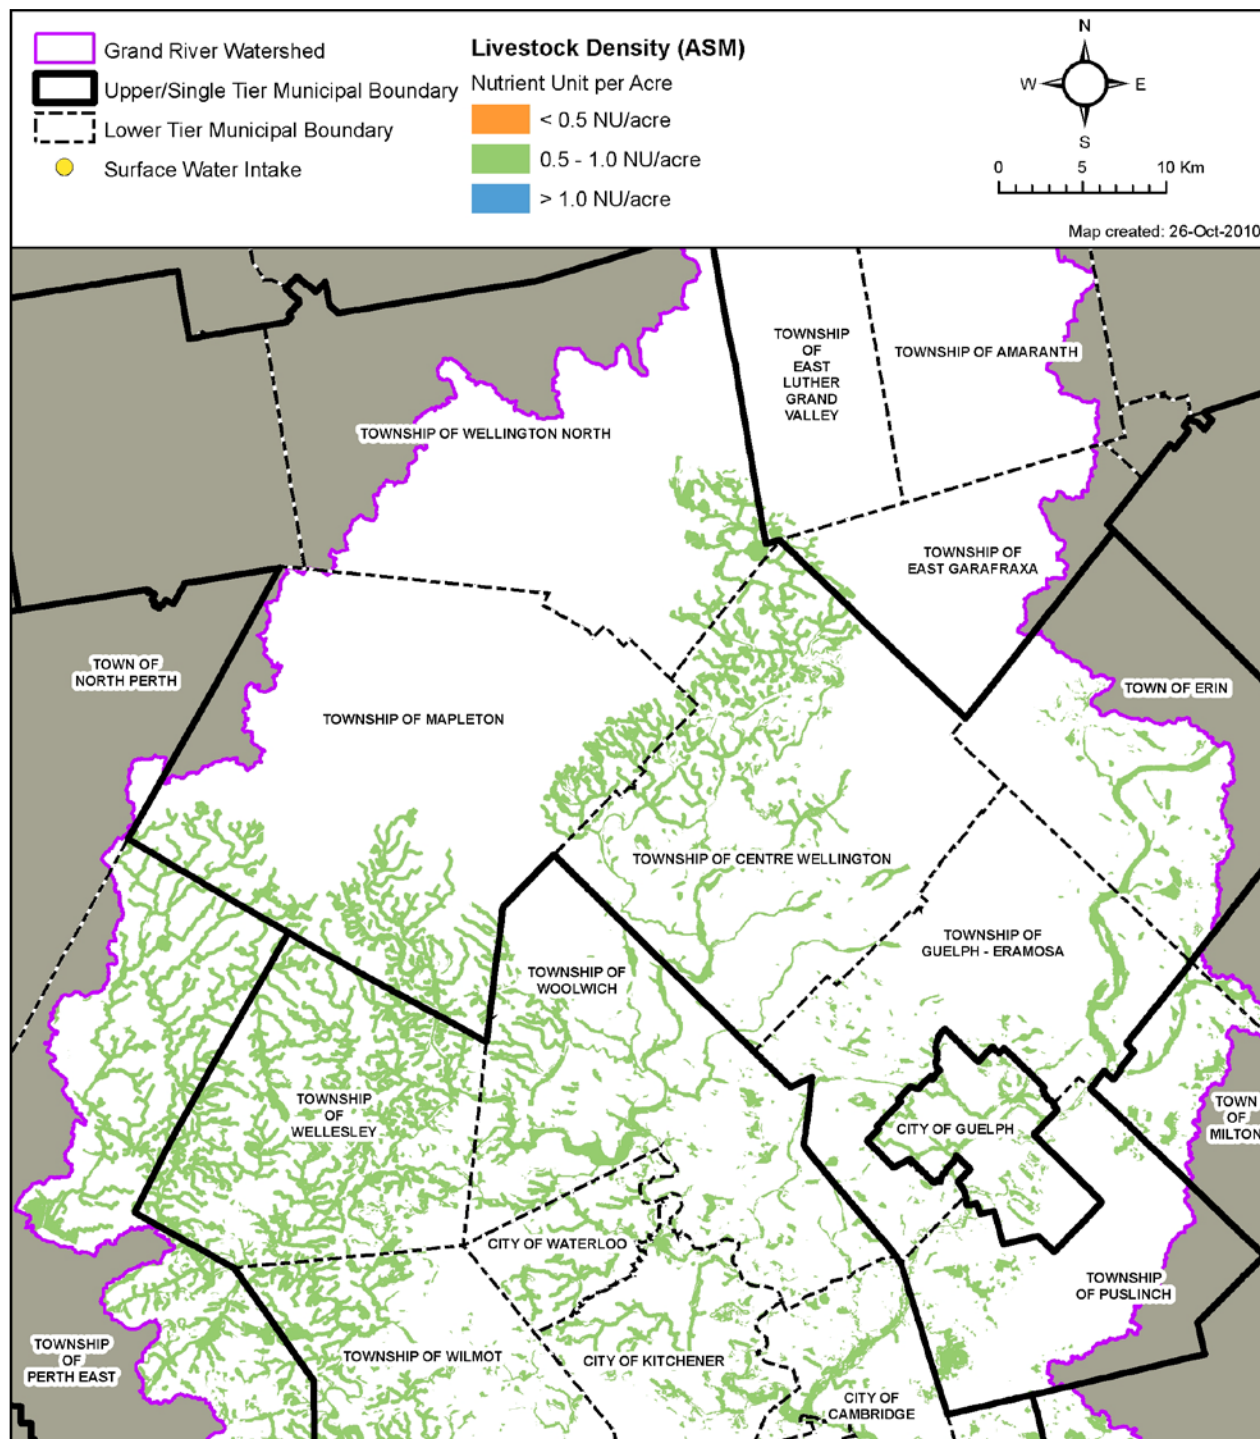 Grand River Watershed
Upper/Single Tier Municipal Boundary
Lower Tier Municipal Boundary
Surface Water Intake
Livestock Density (ASM)
Nutrient Unit per Acre
< 0.5 NU/acre
0.5 - 1.0 NU/acre
> 1.0 NU/acre
N
W
E
S
0 5 10 Km
Map created: 26-Oct-2010
TOWNSHIP
OF
EAST
LUTHER
GRAND
VALLEY
TOWNSHIP OF AMARANTH
TOWNSHIP OF WELLINGTON NORTH
TOWNSHIP OF
EAST GARAFRAXA
TOWN OF
NORTH PERTH
TOWN OF ERIN
TOWNSHIP OF MAPLETON
TOWNSHIP OF CENTRE WELLINGTON
TOWNSHIP OF
GUELPH - ERAMOSA
TOWNSHIP OF
WOOLWICH
TOWNSHIP
OF
WELLESLEY
CITY OF GUELPH
TOWN
OF
MILTON
CITY OF WATERLOO
TOWNSHIP
OF PUSLINCH
TOWNSHIP
OF
PERTH EAST
TOWNSHIP OF WILMOT
CITY OF KITCHENER
CITY OF
CAMBRIDGE